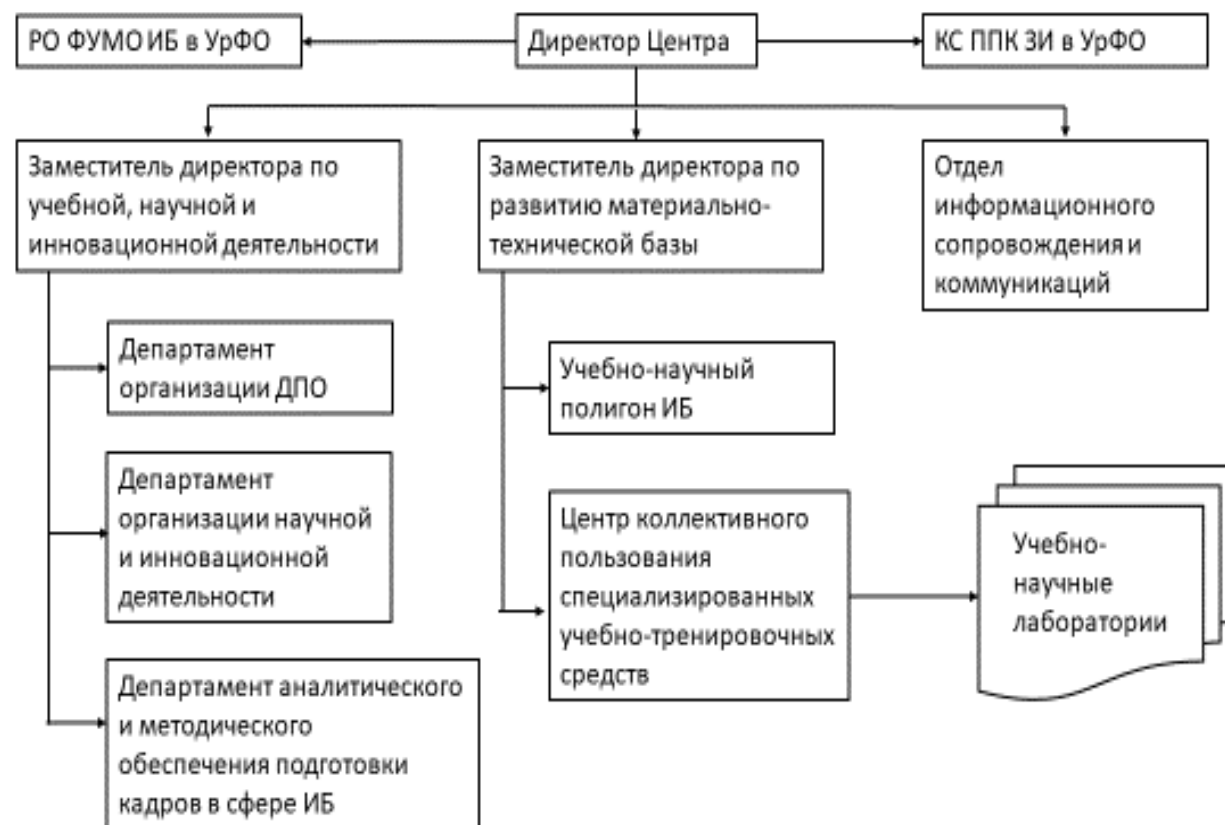 РО ФУМО ИБ в УрФО
Директор Центра
КС ППК ЗИ в УрФО
Заместитель директора по
учебной, научной и
инновационной деятельности
Заместитель директора по
развитию материально-
технической базы
Отдел
информационного
сопровождения и
коммуникаций
Департамент
организации ДПО
Департамент
организации научной
и инновационной
деятельности
Департамент аналитического
и методического
обеспечения подготовки
кадров в сфере ИБ
Учебно-научный
полигон ИБ
Центр коллективного
пользования
специализированных
учебно-тренировочных
средств
Учебно-
научные
лаборатории